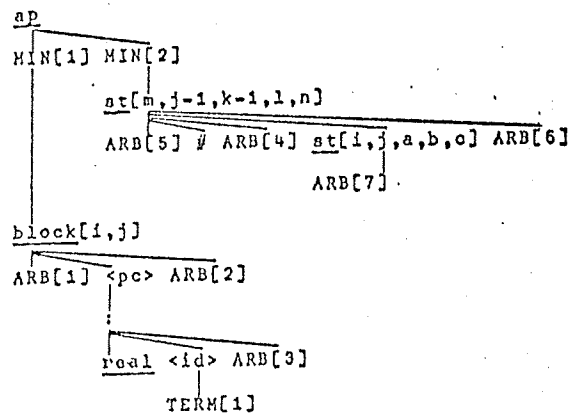 ap
MIN[1] MIN[2]
st[m,j-1,k-1,l,n]
ARB[5] # ARB[4] st[i,j,a,b,c] ARB[6]
ARB[7]
block[i,j]
ARB[1] <pc> ARB[2]
:
real <id> ARB[3]
TERM[1]